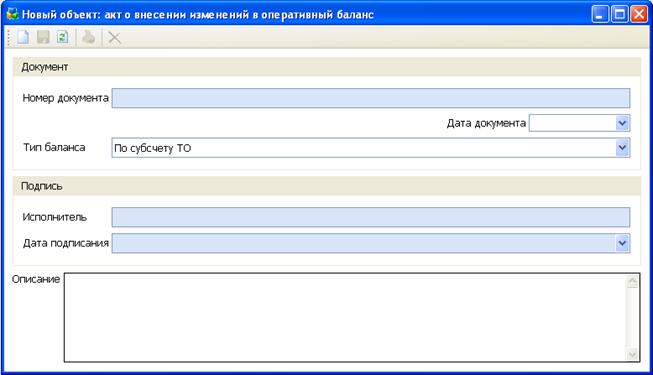 Новый объект: акт о внесении изменений в оперативный баланс
Документ
Номер документа
Дата документа
Тип баланса По субсчету ТО
Подпись
Исполнитель
Дата подписания
Описание